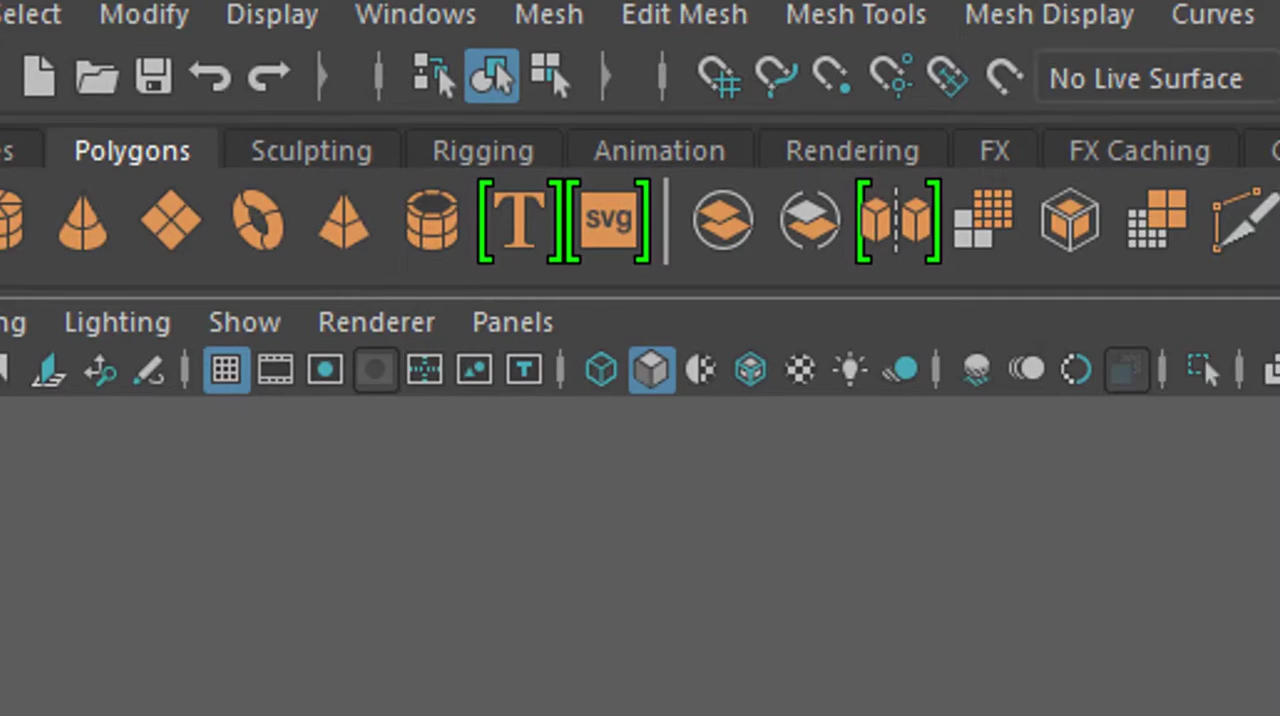 elect Modify Display Windows Mesh Edit Mesh Mesh Tools Mesh Display Curves
No Live Surface
es Polygons Sculpting Rigging Animation Rendering FX FX Caching
T svg
ng Lighting Show Renderer Panels
T